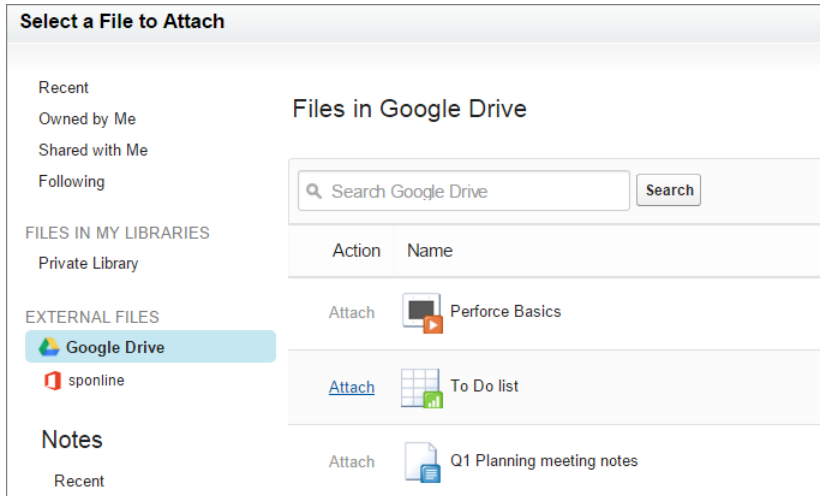 Select a File to Attach
Recent
Owned by Me
Shared with Me
Following
FILES IN MY LIBRARIES
Private Library
EXTERNAL FILES
Google Drive
sponline
Notes
Recent
Files in Google Drive
Search Google Drive
Search
Action Name
Attach Perforce Basics
Attach To Do list
Attach Q1 Planning meeting notes